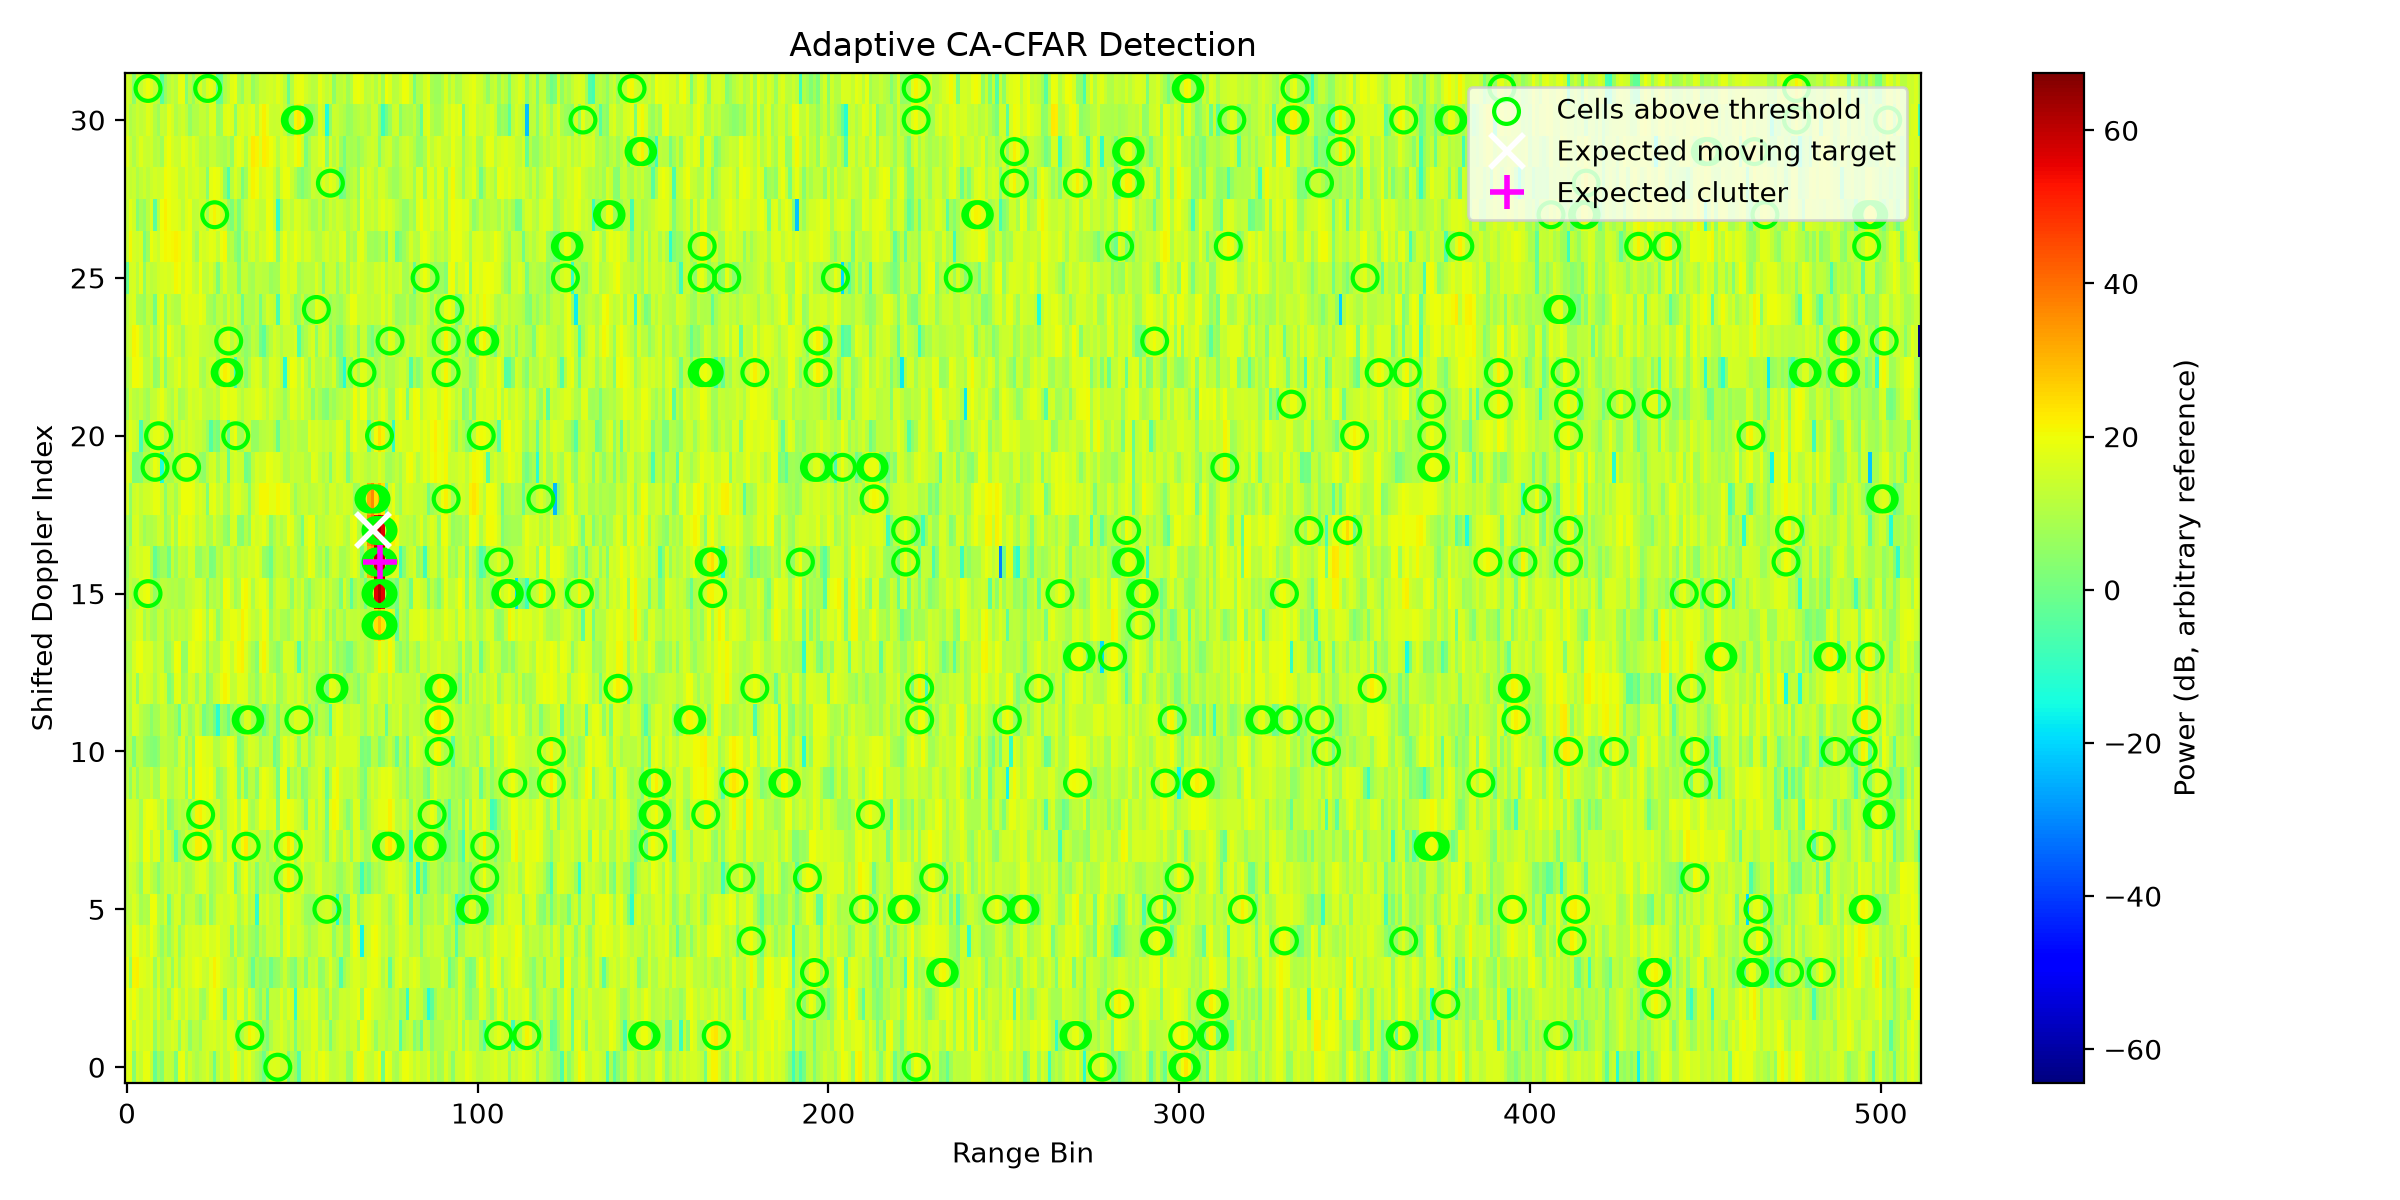 Adaptive CA-CFAR Detection
Cells above threshold
Expected moving target
Expected clutter
Shifted Doppler Index
30
25
20
15
10
5
0
0 100 200 300 400 500
Range Bin
60
40
20
0
−20
−40
−60
Power (dB, arbitrary reference)